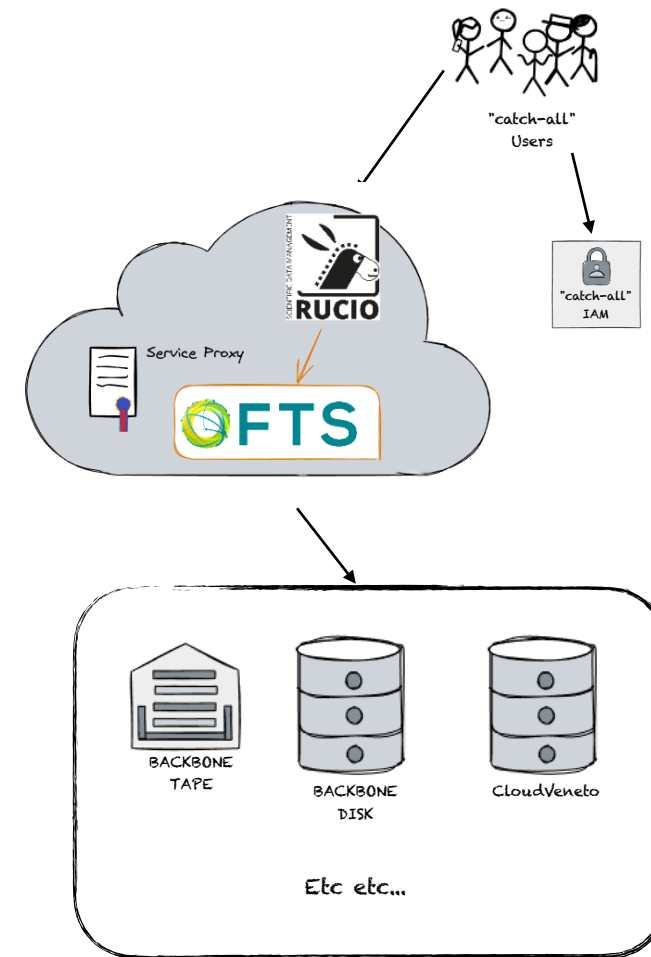 "catch-all"
Users
"catch-all"
IAM
SCIENTIFIC DATA MANAGEMENT
RUCIO
Service Proxy
FTS
BACKBONE
TAPE
BACKBONE
DISK
CloudVeneto
Etc etc...